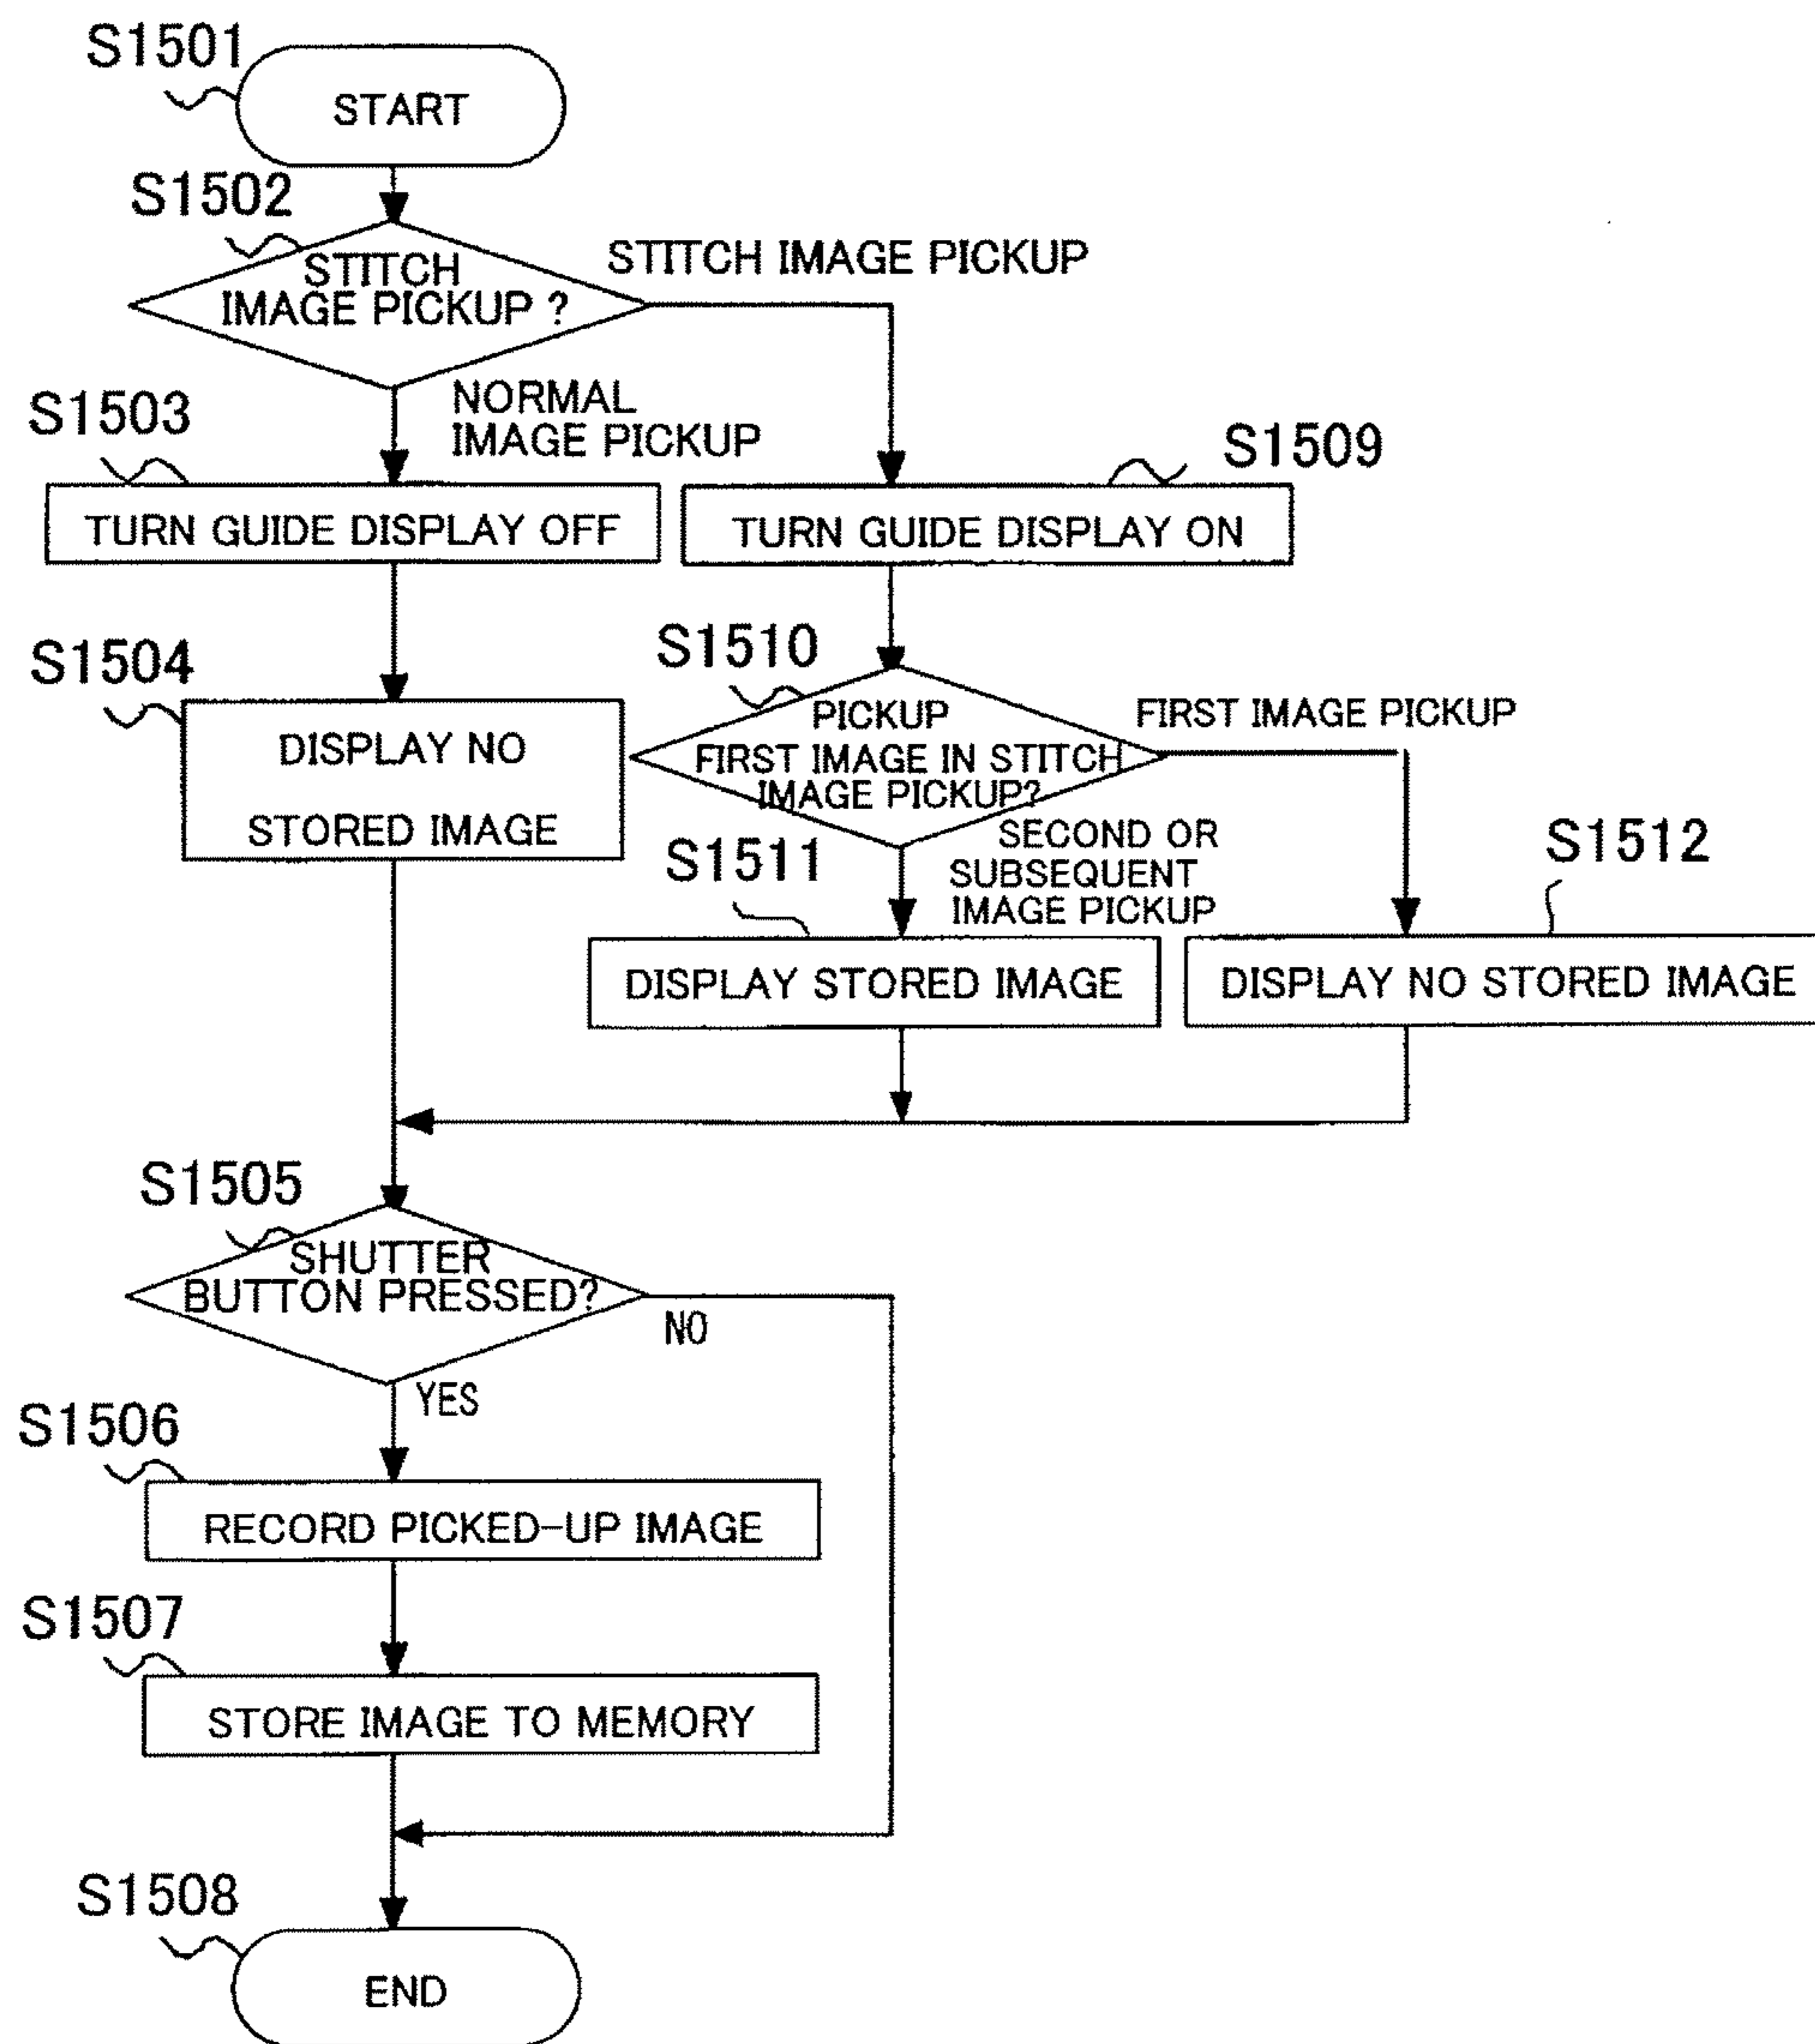 S1501
START
S1502
STITCH
IMAGE PICKUP ?
STITCH IMAGE PICKUP
NORMAL
IMAGE PICKUP
S1503
TURN GUIDE DISPLAY OFF
S1509
TURN GUIDE DISPLAY ON
S1504
DISPLAY NO
STORED IMAGE
S1510
PICKUP
FIRST IMAGE IN STITCH
IMAGE PICKUP?
FIRST IMAGE PICKUP
SECOND OR
SUBSEQUENT
IMAGE PICKUP
S1511
DISPLAY STORED IMAGE
S1512
DISPLAY NO STORED IMAGE
S1505
SHUTTER
BUTTON PRESSED?
NO
YES
S1506
RECORD PICKED-UP IMAGE
S1507
STORE IMAGE TO MEMORY
S1508
END